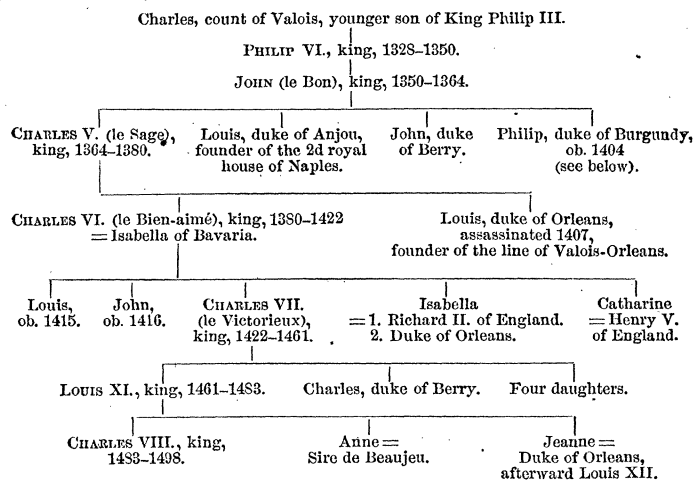 Charles, count of Valois, younger son of King Philip III.
PHILIP VI., king, 1328–1350.
JOHN (le Bon), king, 1350–1364.
CHARLES V. (le Sage), king, 1364–1380.
Louis, duke of Anjou, founder of the 2d royal house of Naples.
John, duke of Berry.
Philip, duke of Burgundy, ob. 1404 (see below).
CHARLES VI. (le Bien-aimé), king, 1380–1422
= Isabella of Bavaria.
Louis, duke of Orleans,
assassinated 1407,
founder of the line of Valois-Orleans.
Louis,
ob. 1415.
John,
ob. 1416.
CHARLES VII.
(le Victorieux),
king, 1422–1461.
Isabella
= 1. Richard II. of England.
2. Duke of Orleans.
Catharine
= Henry V.
of England.
LOUIS XI., king, 1461–1483.
Charles, duke of Berry.
Four daughters.
CHARLES VIII., king,
1483–1498.
Anne =
Sire de Beaujeu.
Jeanne =
Duke of Orleans,
afterward Louis XII.